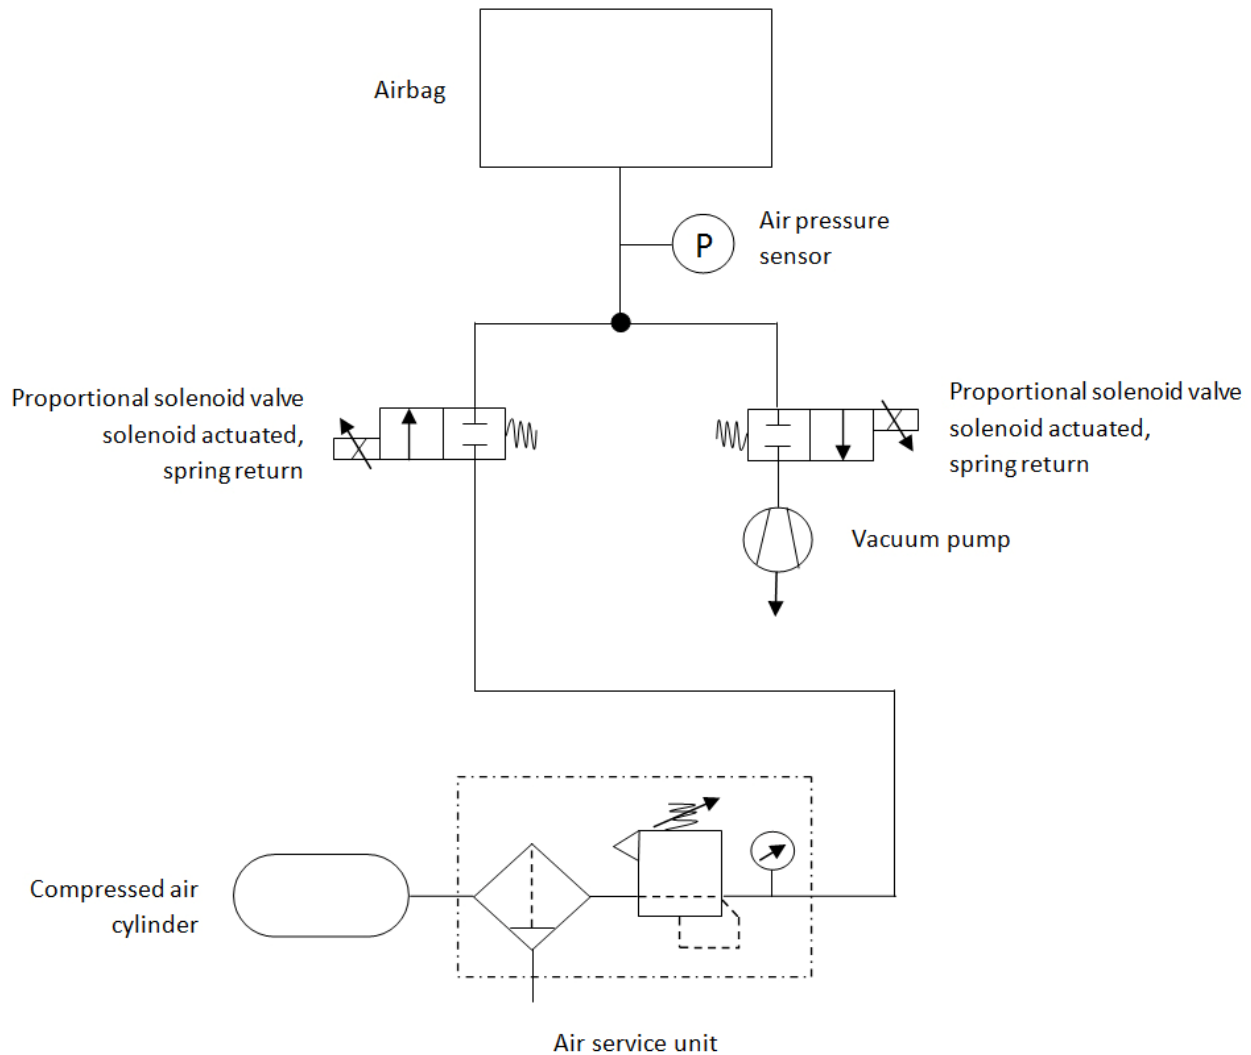 Airbag
Air pressure
sensor
P
Proportional solenoid valve
solenoid actuated,
spring return
Proportional solenoid valve
solenoid actuated,
spring return
Vacuum pump
Compressed air
cylinder
Air service unit